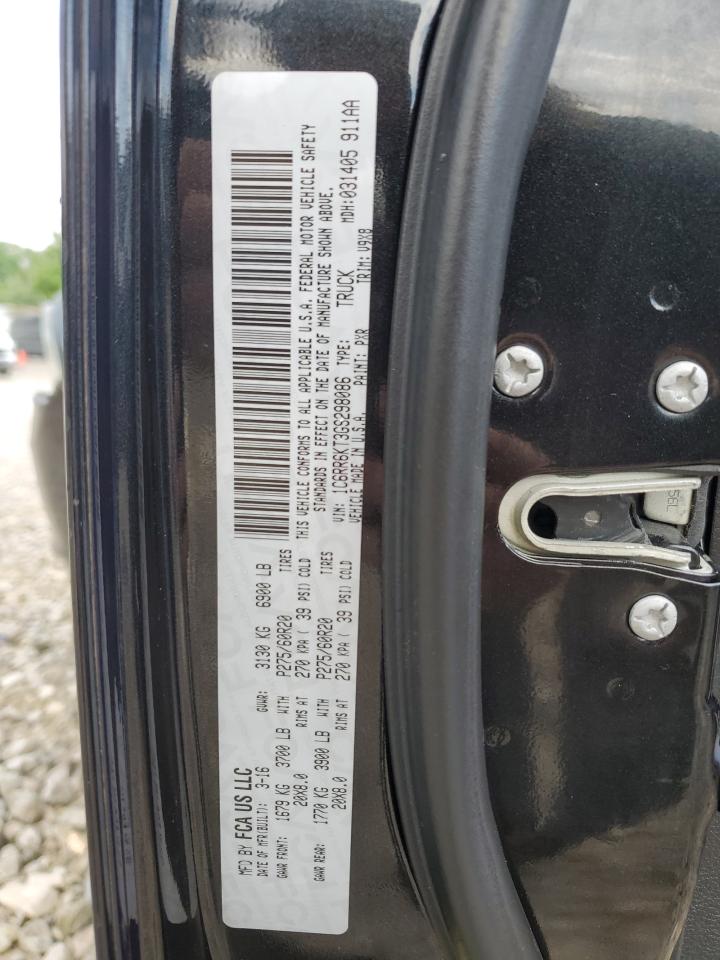 MFD BY FCA US LLC
DATE OF MFR(BUILT): 3-16 GVWR: 3130 KG 6900 LB
GAWR FRONT: 1679 KG 3700 LB WITH P275/60R20 TIRES
20X8.0 RIMS AT 270 KPA ( 39 PSI) COLD
GAWR REAR: 1770 KG 3900 LB WITH P275/60R20 TIRES
20X8.0 RIMS AT 270 KPA ( 39 PSI) COLD
THIS VEHICLE CONFORMS TO ALL APPLICABLE U.S.A. FEDERAL MOTOR VEHICLE SAFETY
STANDARDS IN EFFECT ON THE DATE OF MANUFACTURE SHOWN ABOVE.
VIN: 1C6RR6KT3GS298086 TYPE: TRUCK MDH: 031405 911AA
VEHICLE MADE IN U.S.A. PAINT: PXR TRIM: V9X8
56L